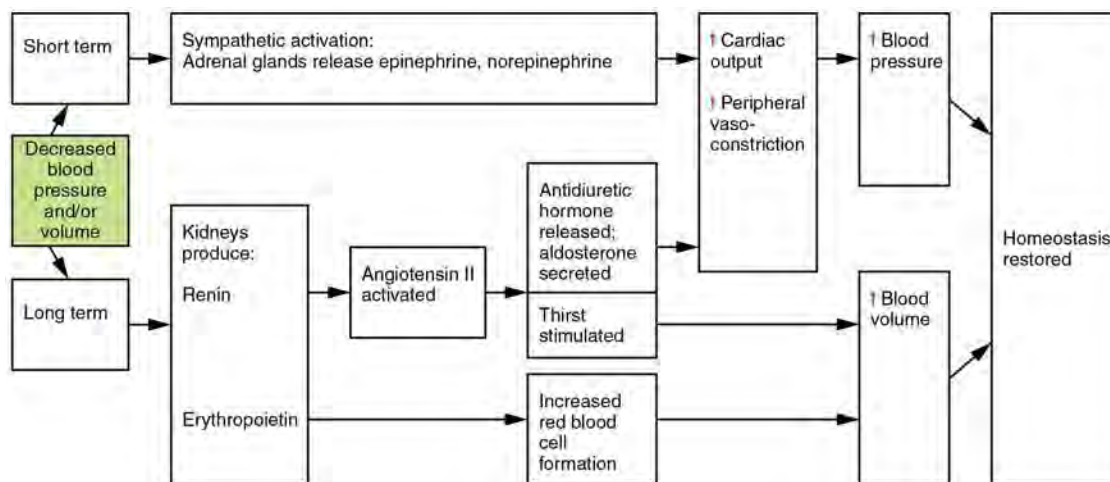 Short term
Sympathetic activation:
Adrenal glands release epinephrine, norepinephrine
↑ Cardiac
output
↑ Peripheral
vaso-
constriction
↑ Blood
pressure
Decreased
blood
pressure
and/or
volume
Long term
Kidneys
produce:
Renin
Erythropoietin
Angiotensin II
activated
Antidiuretic
hormone
released;
aldosterone
secreted
Thirst
stimulated
Increased
red blood
cell
formation
↑ Blood
volume
Homeostasis
restored